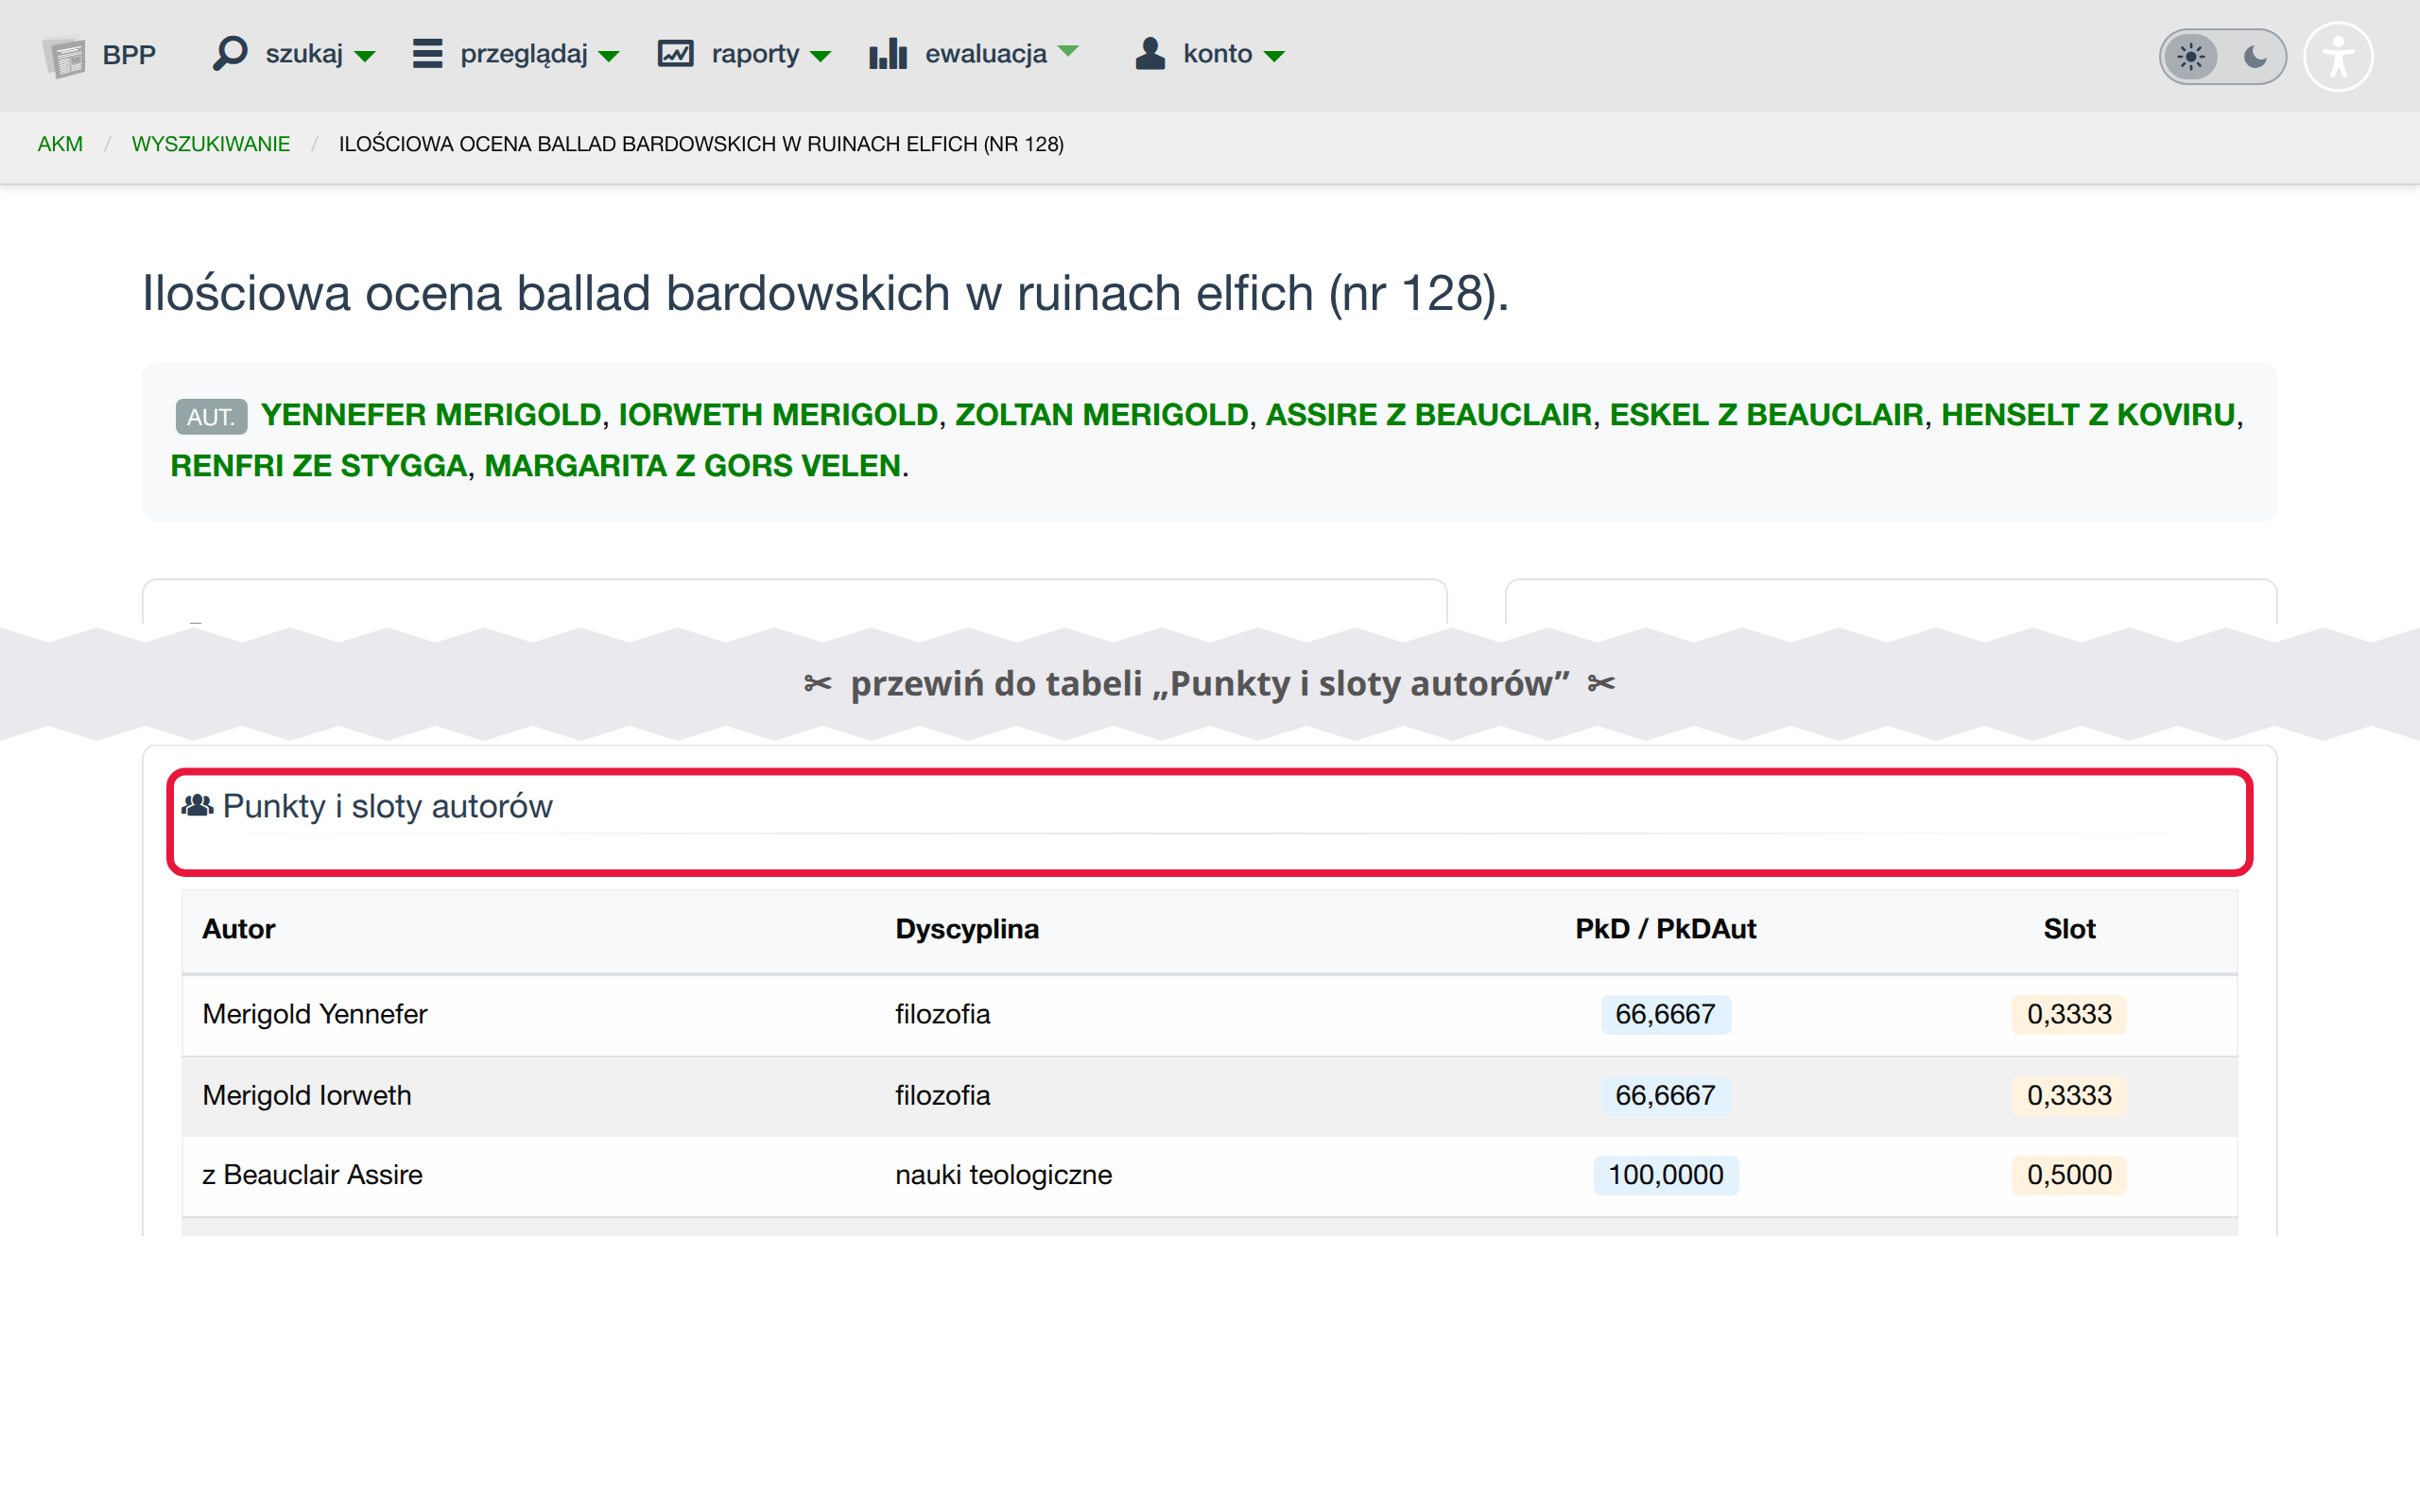 BPP szukaj przeglądaj raporty ewaluacja konto
AKM / WYSZUKIWANIE / ILOŚCIOWA OCENA BALLAD BARDOWSKICH W RUINACH ELFICH (NR 128)
Ilościowa ocena ballad bardowskich w ruinach elfich (nr 128).
AUT. YENNEFER MERIGOLD, IORWETH MERIGOLD, ZOLTAN MERIGOLD, ASSIRE Z BEAUCLAIR, ESKEL Z BEAUCLAIR, HENSELT Z KOVIRU,
RENFRI ZE STYGGA, MARGARITA Z GORS VELEN.
✂ przewiń do tabeli „Punkty i sloty autorów” ✂
Punkty i sloty autorów
Autor Dyscyplina PkD / PkDAut Slot
Merigold Yennefer filozofia 66,6667 0,3333
Merigold Iorweth filozofia 66,6667 0,3333
z Beauclair Assire nauki teologiczne 100,0000 0,5000